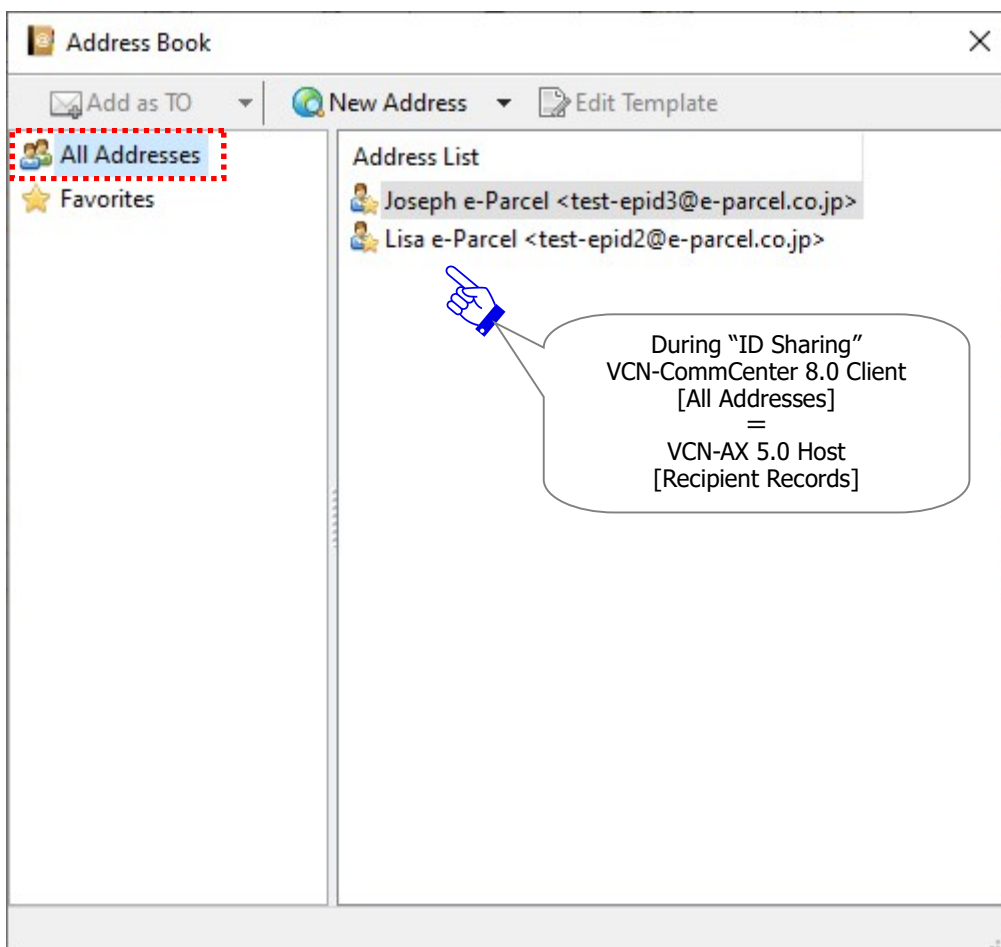 Address Book
Add as TO New Address Edit Template
All Addresses
Favorites
Address List
Joseph e-Parcel <test-epid3@e-parcel.co.jp>
Lisa e-Parcel <test-epid2@e-parcel.co.jp>
During “ID Sharing”
VCN-CommCenter 8.0 Client
[All Addresses]
＝
VCN-AX 5.0 Host
[Recipient Records]